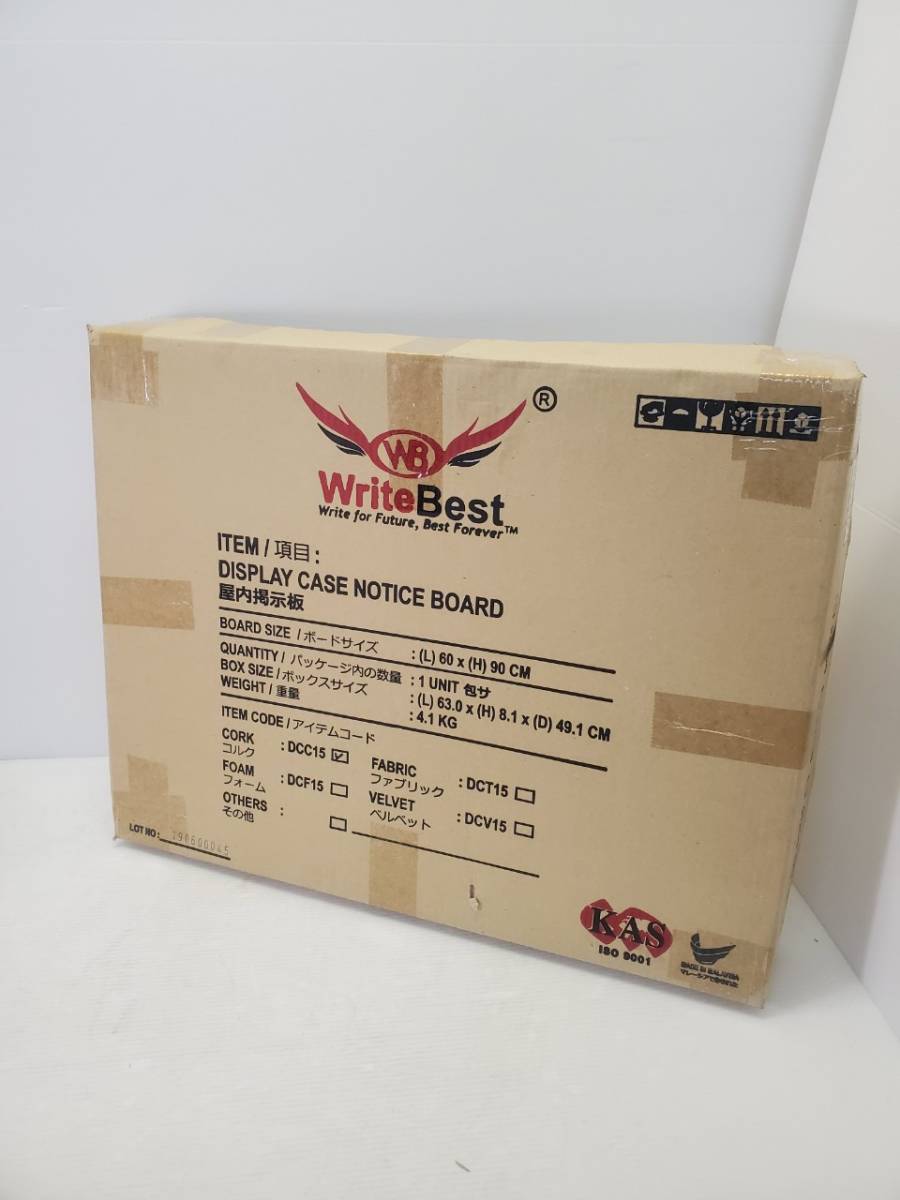 ®
WB
WriteBest
Write for Future, Best Forever™
ITEM / 項目 :
DISPLAY CASE NOTICE BOARD
屋内掲示板
BOARD SIZE / ボードサイズ : (L) 60 x (H) 90 CM
QUANTITY / パッケージ内の数量 : 1 UNIT 包サ
BOX SIZE / ボックスサイズ : (L) 63.0 x (H) 8.1 x (D) 49.1 CM
WEIGHT / 重量 : 4.1 KG
ITEM CODE / アイテムコード
CORK : DCC15
コルク
FABRIC : DCT15
ファブリック
FOAM : DCF15
フォーム
VELVET : DCV15
ベルベット
OTHERS :
その他
LOT NO: 190600045
KAS
ISO 9001
MADE IN MALAYSIA